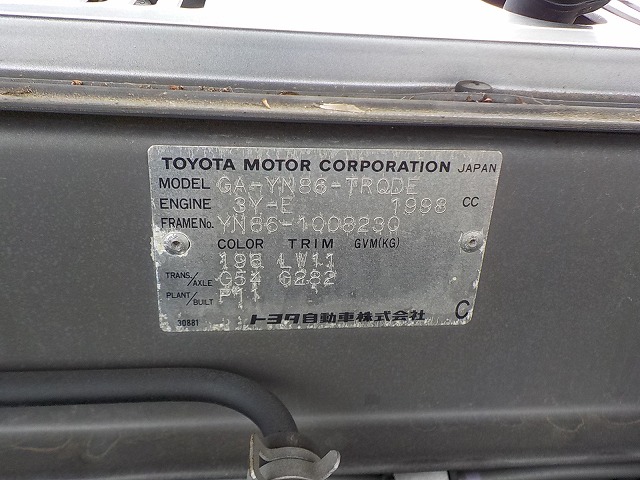 TOYOTA MOTOR CORPORATION JAPAN
MODEL GA-YN86-TRQDE
ENGINE 3Y-E 1998 CC
FRAME No. YN86-1008230
COLOR TRIM GVM(KG)
196 LW11
TRANS./AXLE G54 G282
PLANT/BUILT P11
30881 トヨタ自動車株式会社 C